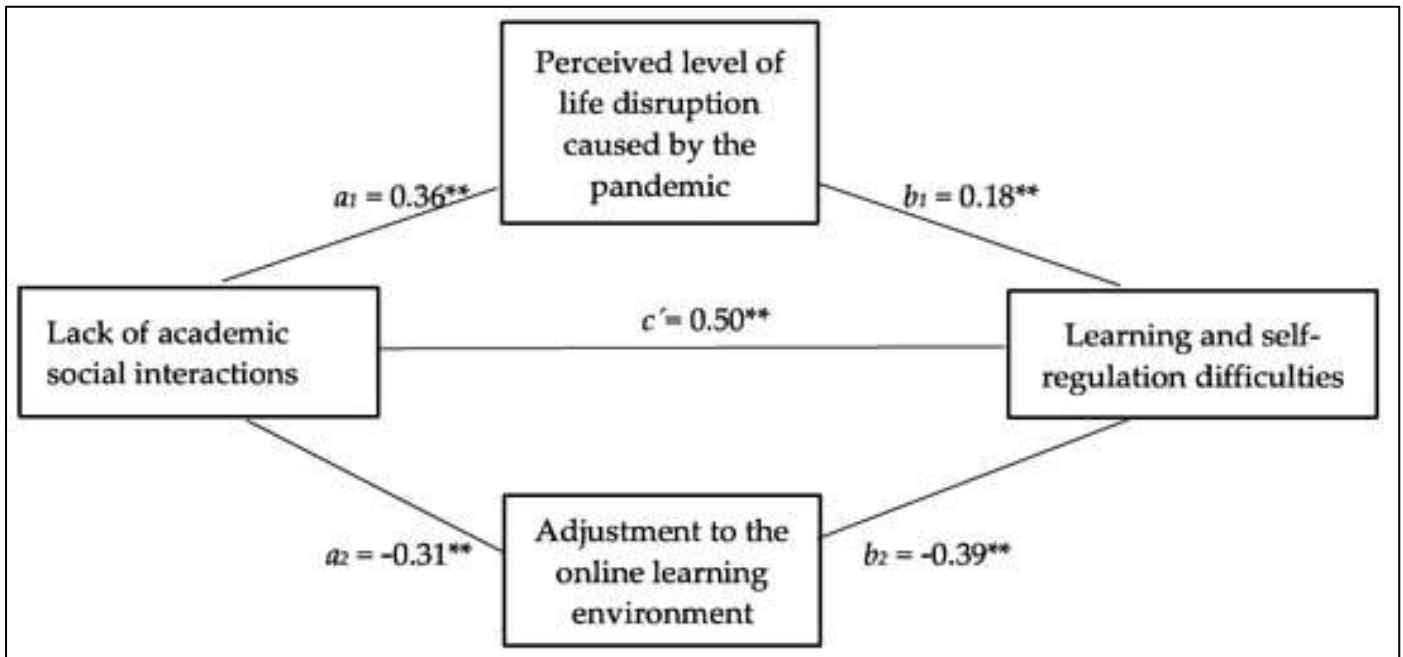 Perceived level of
life disruption
caused by the
pandemic
a1 = 0.36**
b1 = 0.18**
Lack of academic
social interactions
c´= 0.50**
Learning and self-
regulation difficulties
a2 = -0.31**
Adjustment to the
online learning
environment
b2 = -0.39**